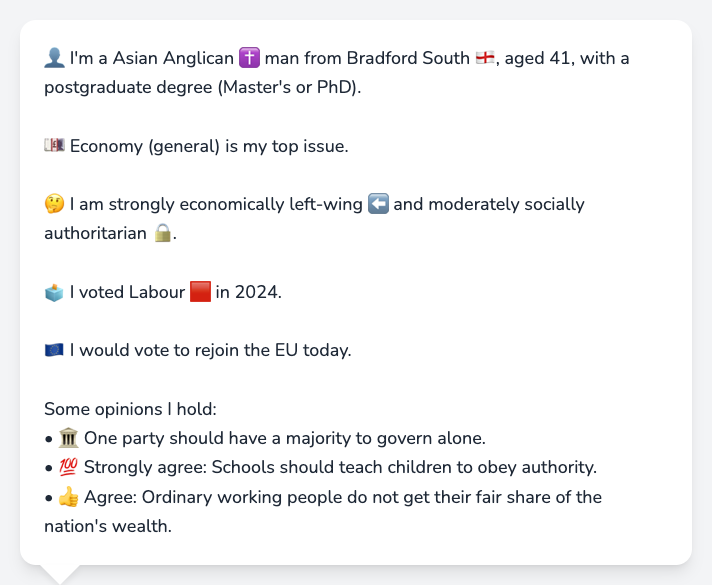 👤 I'm a Asian Anglican ✝️ man from Bradford South 🏴󠁧󠁢󠁥󠁮󠁧󠁿, aged 41, with a
postgraduate degree (Master's or PhD).
💷 Economy (general) is my top issue.
🤔 I am strongly economically left-wing ⬅️ and moderately socially
authoritarian 🔒.
🗳️ I voted Labour 🟥 in 2024.
🇪🇺 I would vote to rejoin the EU today.
Some opinions I hold:
• 🏛️ One party should have a majority to govern alone.
• 💯 Strongly agree: Schools should teach children to obey authority.
• 👍 Agree: Ordinary working people do not get their fair share of the
nation's wealth.